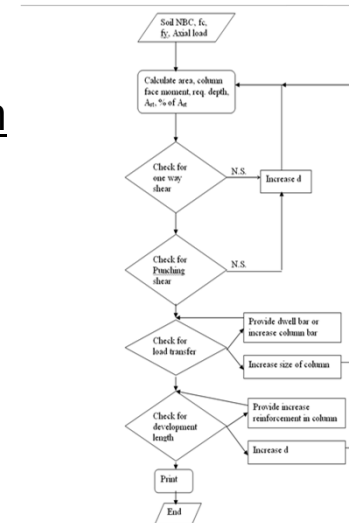 Soil NBC, fc,
fy, Axial load
Calculate area, column
face moment, req. depth,
Ast, % of Ast
Check for
one way
shear
N.S.
Increase d
Check for
Punching
shear
N.S.
Check for
load transfer
Provide dwell bar or
increase column bar
Increase size of column
Check for
development
length
Provide increase
reinforcement in column
Increase d
Print
End